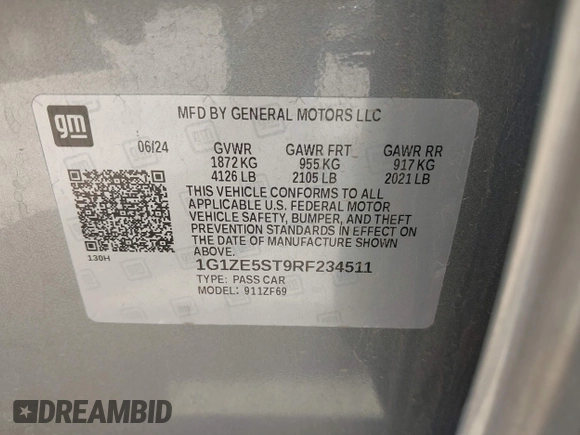 gm
MFD BY GENERAL MOTORS LLC
06/24 GVWR GAWR FRT GAWR RR
1872 KG 955 KG 917 KG
4126 LB 2105 LB 2021 LB
THIS VEHICLE CONFORMS TO ALL
APPLICABLE U.S. FEDERAL MOTOR
VEHICLE SAFETY, BUMPER, AND THEFT
PREVENTION STANDARDS IN EFFECT ON
THE DATE OF MANUFACTURE SHOWN
ABOVE.
130H
1G1ZE5ST9RF234511
TYPE: PASS CAR
MODEL: 911ZF69
DREAMBID